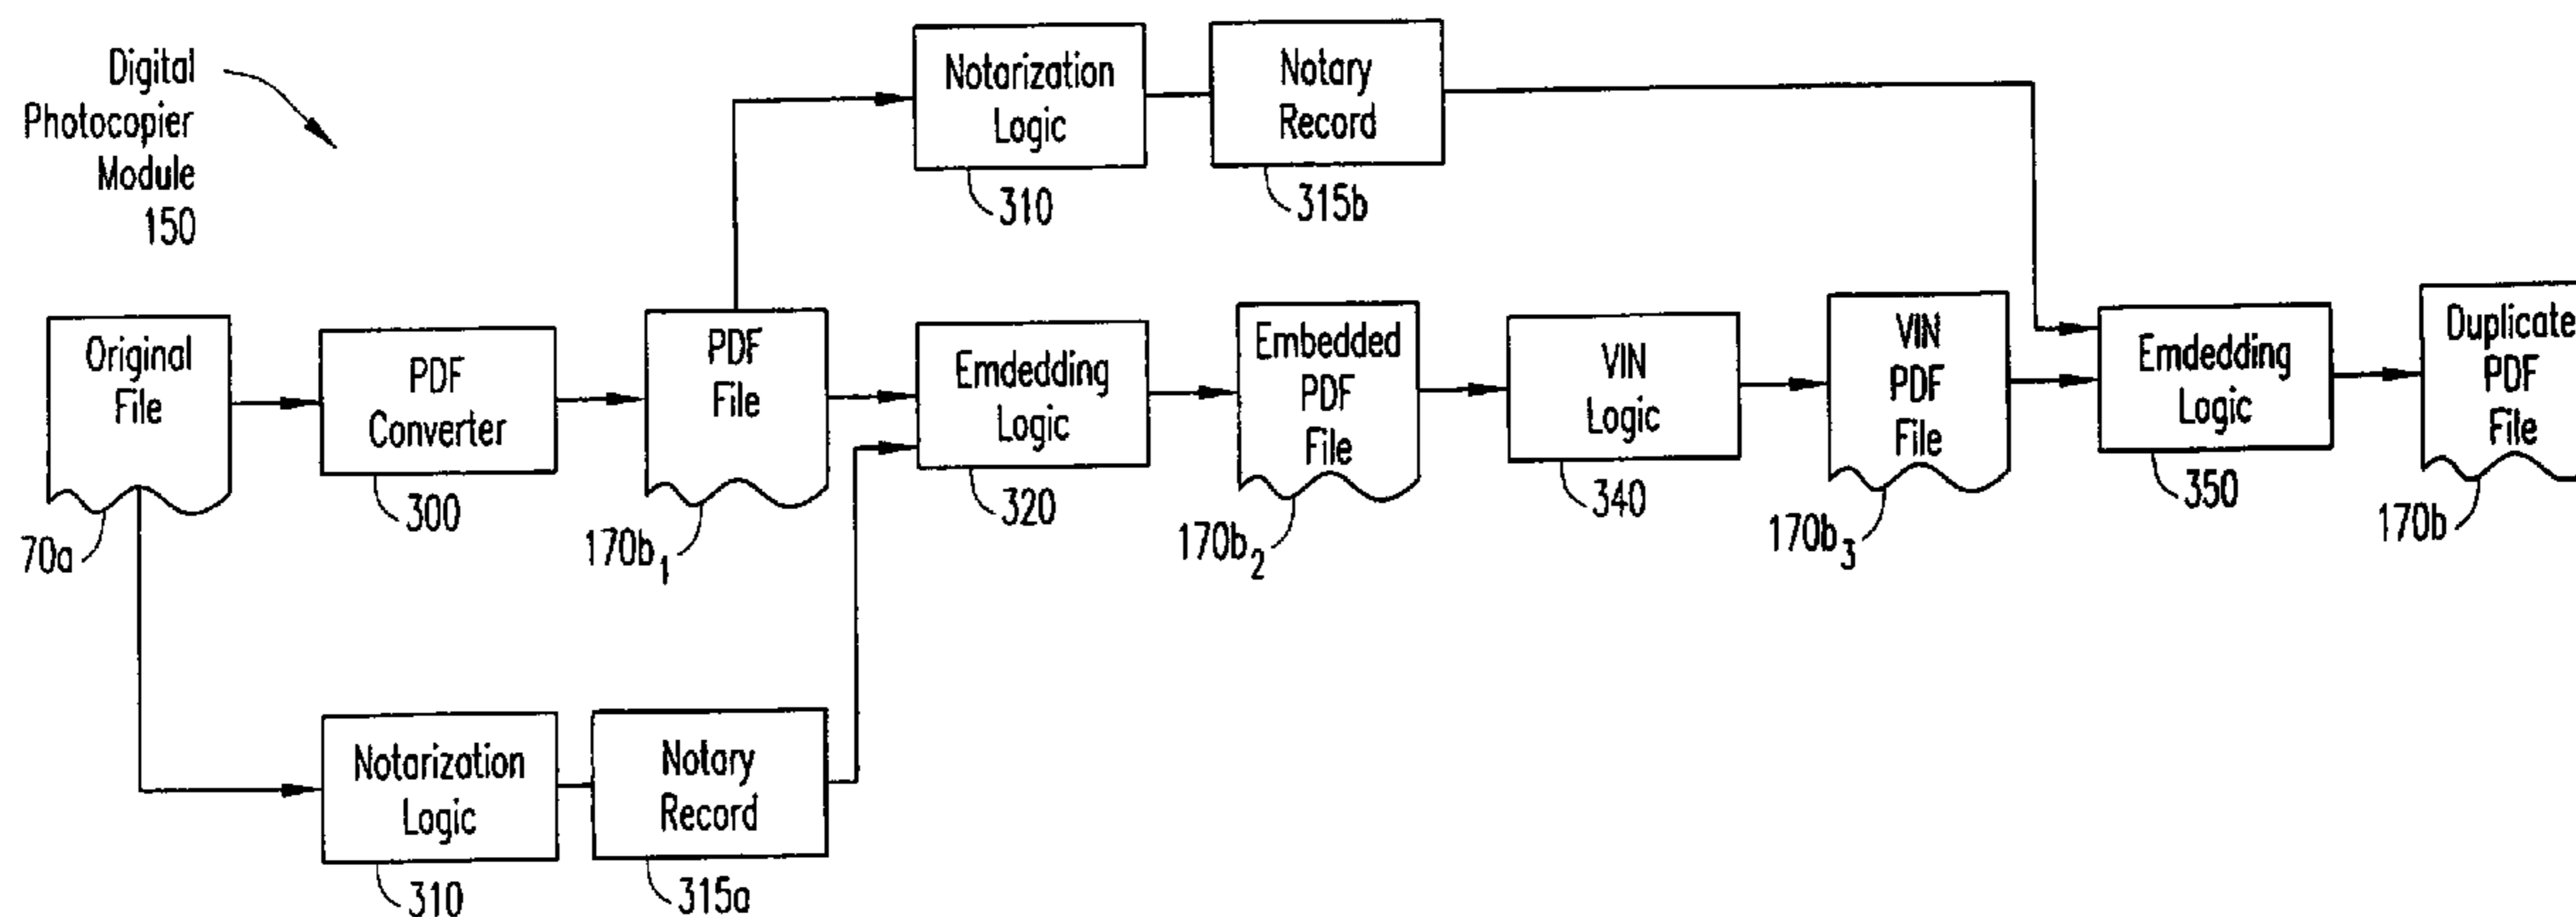 Digital
Photocopier
Module
150
Notarization
Logic
310
Notary
Record
315b
Original
File
70a
PDF
Converter
300
PDF
File
170b1
Emdedding
Logic
320
Embedded
PDF
File
170b2
VIN
Logic
340
VIN
PDF
File
170b3
Emdedding
Logic
350
Duplicate
PDF
File
170b
Notarization
Logic
310
Notary
Record
315a